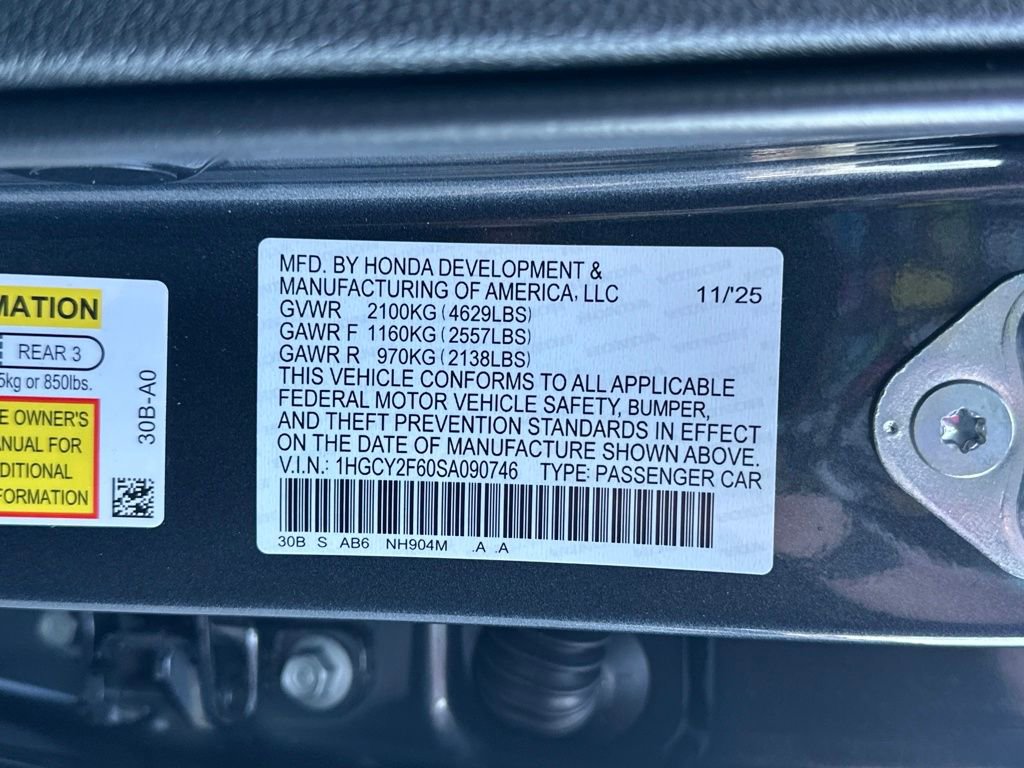 MATION
REAR 3
5kg or 850lbs.
E OWNER'S
ANUAL FOR
DDITIONAL
FORMATION
30B-A0
MFD. BY HONDA DEVELOPMENT &
MANUFACTURING OF AMERICA, LLC 11/'25
GVWR 2100KG (4629LBS)
GAWR F 1160KG (2557LBS)
GAWR R 970KG (2138LBS)
THIS VEHICLE CONFORMS TO ALL APPLICABLE
FEDERAL MOTOR VEHICLE SAFETY, BUMPER,
AND THEFT PREVENTION STANDARDS IN EFFECT
ON THE DATE OF MANUFACTURE SHOWN ABOVE.
V.I.N.: 1HGCY2F60SA090746 TYPE: PASSENGER CAR
30B S AB6 NH904M .A .A